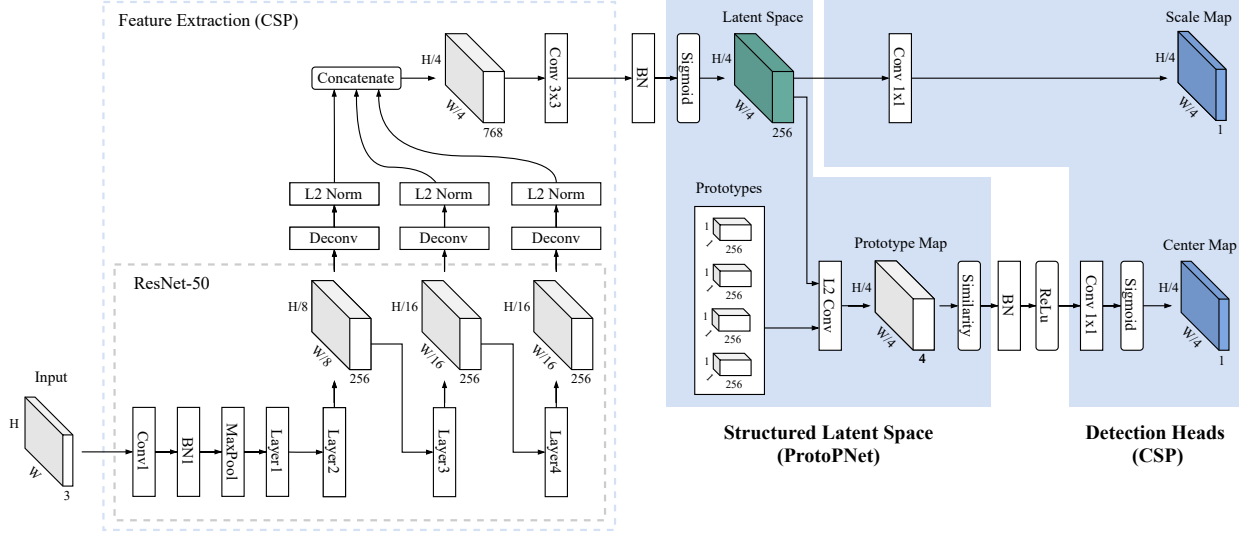 Feature Extraction (CSP)
Latent Space
Scale Map
H/4
W/4
768
Concatenate
Conv 3x3
BN
Sigmoid
H/4
W/4
256
Conv 1x1
H/4
W/4
1
L2 Norm
L2 Norm
L2 Norm
Deconv
Deconv
Deconv
ResNet-50
H/8
W/8
256
H/16
W/16
256
H/16
W/16
256
Prototypes
1
1
256
1
1
256
1
1
256
1
1
256
L2 Conv
Prototype Map
H/4
W/4
4
Similarity
BN
ReLu
Conv 1x1
Sigmoid
Center Map
H/4
W/4
1
Input
H
W
3
Conv1
BN1
MaxPool
Layer1
Layer2
Layer3
Layer4
Structured Latent Space
(ProtoPNet)
Detection Heads
(CSP)